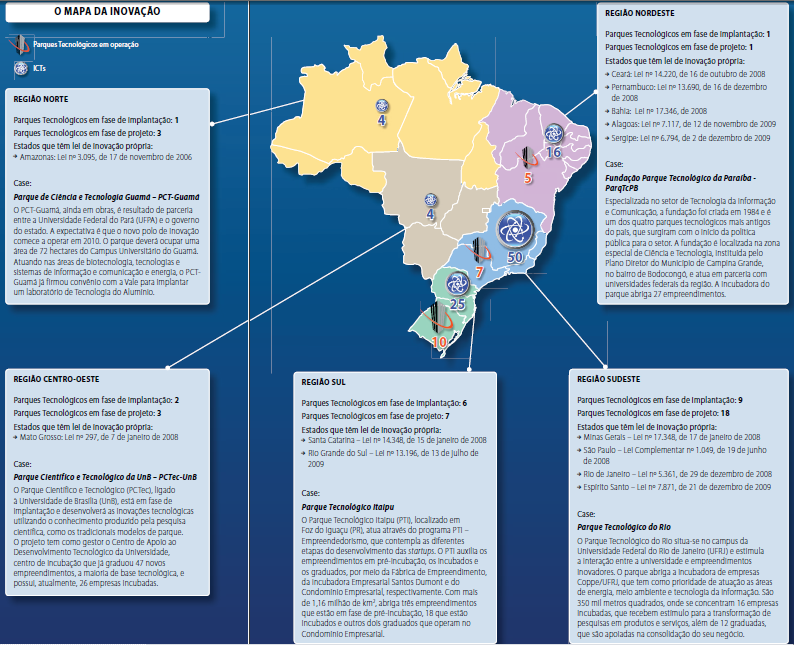 O MAPA DA INOVAÇÃO
Parques Tecnológicos em operação
ICTs
REGIÃO NORTE
Parques Tecnológicos em fase de implantação: 1
Parques Tecnológicos em fase de projeto: 3
Estados que têm lei de inovação própria:
→ Amazonas: Lei nº 3.095, de 17 de novembro de 2006
Case:
Parque de Ciência e Tecnologia Guamá – PCT-Guamá
O PCT-Guamá, ainda em obras, é resultado de parceria
entre a Universidade Federal do Pará (UFPA) e o governo
do estado. A expectativa é que o novo polo de inovação
comece a operar em 2010. O parque deverá ocupar uma
área de 72 hectares do Campus Universitário do Guamá.
Atuando nas áreas de biotecnologia, tecnologias e
sistemas de informação e comunicação e energia, o PCT-
Guamá já firmou convênio com a Vale para implantar
um laboratório de Tecnologia do Alumínio.
4
16
5
4
50
7
25
10
REGIÃO NORDESTE
Parques Tecnológicos em fase de implantação: 1
Parques Tecnológicos em fase de projeto: 1
Estados que têm lei de inovação própria:
→ Ceará: Lei nº 14.220, de 16 de outubro de 2008
→ Pernambuco: Lei nº 13.690, de 16 de dezembro
de 2008
→ Bahia: Lei nº 17.346, de 2008
→ Alagoas: Lei nº 7.117, de 12 de novembro de 2009
→ Sergipe: Lei nº 6.794, de 2 de dezembro de 2009
Case:
Fundação Parque Tecnológico da Paraíba -
ParqTcPB
Especializada no setor de Tecnologia da Informação
e Comunicação, a fundação foi criada em 1984 e é
um dos quatro parques tecnológicos mais antigos
do país, que surgiram com o início da política
pública para o setor. A fundação é localizada na zona
especial de Ciência e Tecnologia, instituída pelo
Plano Diretor do Município de Campina Grande,
no bairro de Bodocongó, e atua em parceria com
universidades federais da região. A incubadora do
parque abriga 27 empreendimentos.
REGIÃO CENTRO-OESTE
Parques Tecnológicos em fase de implantação: 2
Parques Tecnológicos em fase de projeto: 3
Estados que têm lei de inovação própria:
→ Mato Grosso: Lei nº 297, de 7 de janeiro de 2008
Case:
Parque Científico e Tecnológico da UnB – PCTec-UnB
O Parque Científico e Tecnológico (PCTec), ligado
à Universidade de Brasília (UnB), está em fase de
implantação e desenvolverá as inovações tecnológicas
utilizando o conhecimento produzido pela pesquisa
científica, como os tradicionais modelos de parque.
O projeto tem como gestor o Centro de Apoio ao
Desenvolvimento Tecnológico da Universidade,
centro de incubação que já graduou 47 novos
empreendimentos, a maioria de base tecnológica, e
possui, atualmente, 26 empresas incubadas.
REGIÃO SUL
Parques Tecnológicos em fase de implantação: 6
Parques Tecnológicos em fase de projeto: 7
Estados que têm lei de inovação própria:
→ Santa Catarina – Lei nº 14.348, de 15 de janeiro de 2008
→ Rio Grande do Sul – Lei nº 13.196, de 13 de julho de
2009
Case:
Parque Tecnológico Itaipu
O Parque Tecnológico Itaipu (PTI), localizado em
Foz do Iguaçu (PR), atua através do programa PTI –
Empreendedorismo, que contempla as diferentes
etapas do desenvolvimento das startups. O PTI auxilia os
empreendimentos em pré-incubação, os incubados e
os graduados, por meio da Fábrica de Empreendimento,
da Incubadora Empresarial Santos Dumont e do
Condomínio Empresarial, respectivamente. Com mais
de 1,16 milhão de km², abriga três empreendimentos
que estão em fase de pré-incubação, 18 que estão
incubados e outros dois graduados que operam no
Condomínio Empresarial.
REGIÃO SUDESTE
Parques Tecnológicos em fase de implantação: 9
Parques Tecnológicos em fase de projeto: 18
Estados que têm lei de inovação própria:
→ Minas Gerais – Lei nº 17.348, de 17 de janeiro de 2008
→ São Paulo – Lei Complementar nº 1.049, de 19 de junho
de 2008
→ Rio de Janeiro – Lei nº 5.361, de 29 de dezembro de 2008
→ Espírito Santo – Lei nº 7.871, de 21 de dezembro de 2009
Case:
Parque Tecnológico do Rio
O Parque Tecnológico do Rio situa-se no campus da
Universidade Federal do Rio de Janeiro (UFRJ) e estimula
a interação entre a universidade e empreendimentos
inovadores. O parque abriga a incubadora de empresas
Coppe/UFRJ, que tem como prioridade de atuação as áreas
de energia, meio ambiente e tecnologia da informação. São
350 mil metros quadrados, onde se concentram 16 empresas
incubadas, que recebem estímulo para a transformação de
pesquisas em produtos e serviços, além de 12 graduadas,
que são apoiadas na consolidação do seu negócio.